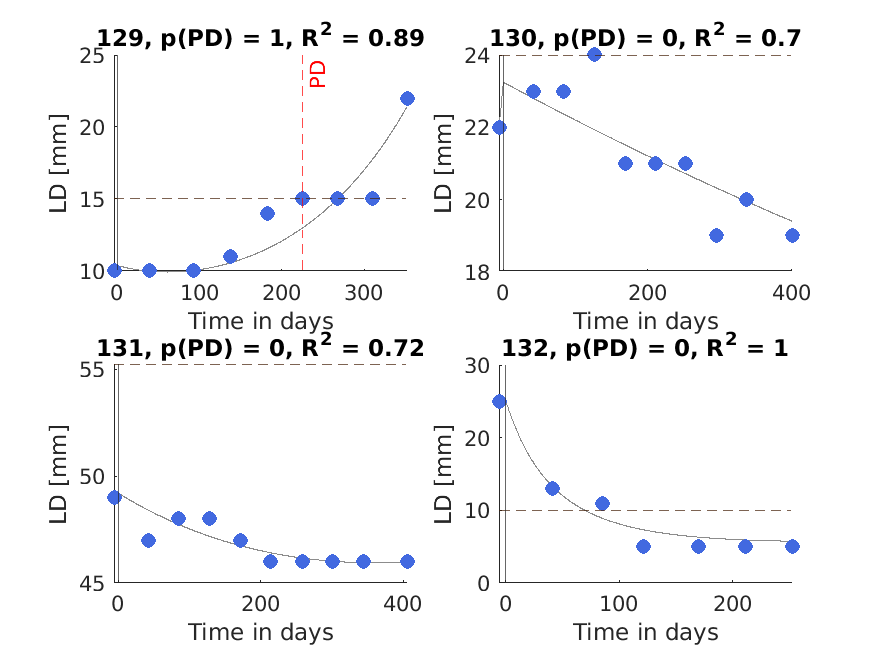 129, p(PD) = 1, R² = 0.89
25
20
15
10
LD [mm]
PD
0 100 200 300
Time in days
130, p(PD) = 0, R² = 0.7
24
22
20
18
LD [mm]
0 200 400
Time in days
131, p(PD) = 0, R² = 0.72
55
50
45
LD [mm]
0 200 400
Time in days
132, p(PD) = 0, R² = 1
30
20
10
0
LD [mm]
0 100 200
Time in days